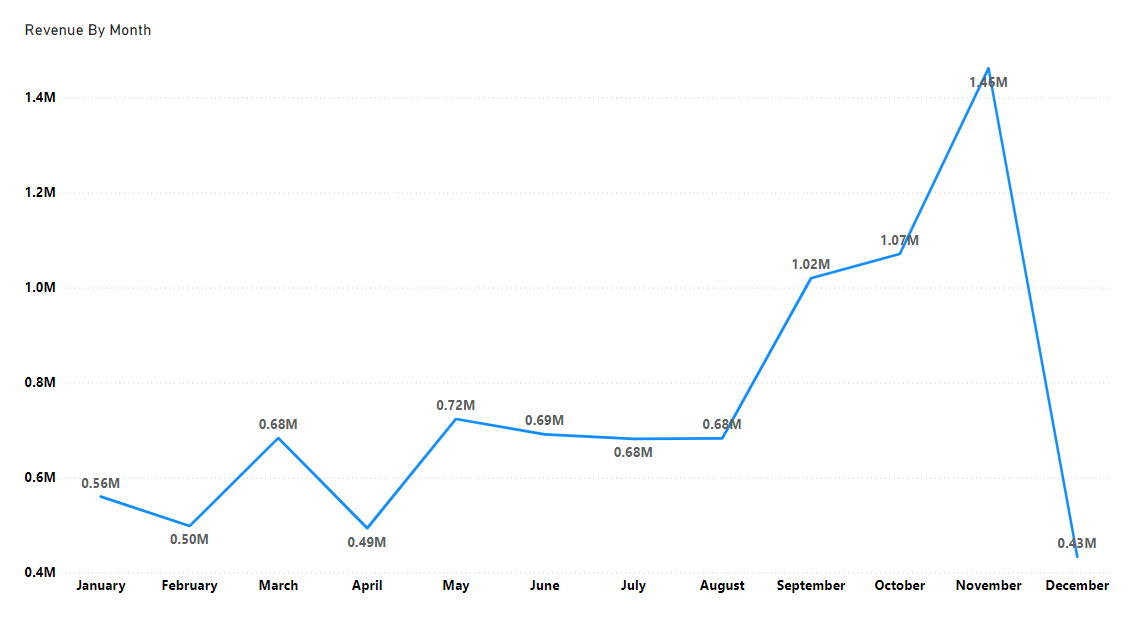 Revenue By Month
1.4M
1.2M
1.0M
0.8M
0.6M
0.4M
0.56M
0.50M
0.68M
0.49M
0.72M
0.69M
0.68M
0.68M
1.02M
1.07M
1.46M
0.43M
January February March April May June July August September October November December